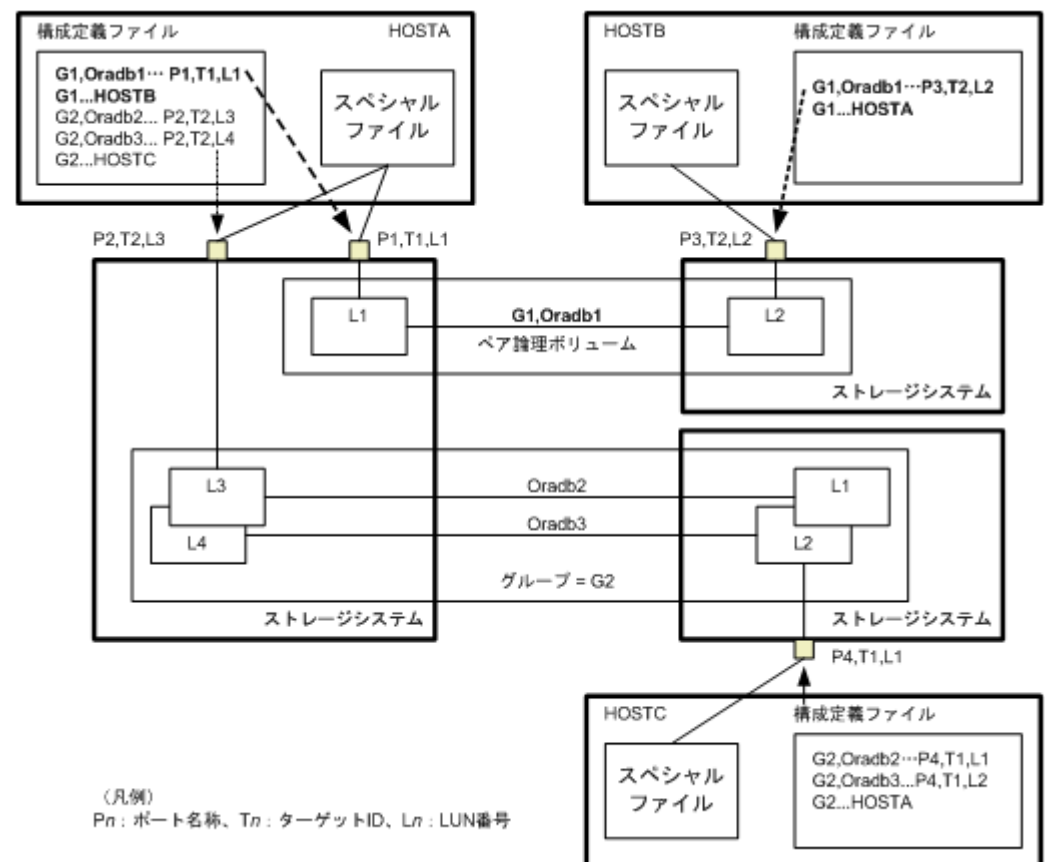 構成定義ファイル
HOSTA
G1,Oradb1… P1,T1,L1
G1...HOSTB
G2,Oradb2... P2,T2,L3
G2,Oradb3... P2,T2,L4
G2...HOSTC
スペシャル
ファイル
HOSTB
構成定義ファイル
スペシャル
ファイル
G1,Oradb1…P3,T2,L2
G1...HOSTA
P2,T2,L3
P1,T1,L1
P3,T2,L2
L1
G1,Oradb1
ペア論理ボリューム
L2
ストレージシステム
L3
L4
Oradb2
Oradb3
グループ = G2
L1
L2
ストレージシステム
ストレージシステム
P4,T1,L1
HOSTC
構成定義ファイル
スペシャル
ファイル
G2,Oradb2…P4,T1,L1
G2,Oradb3...P4,T1,L2
G2...HOSTA
（凡例）
Pn : ポート名称、Tn : ターゲットID、Ln : LUN番号